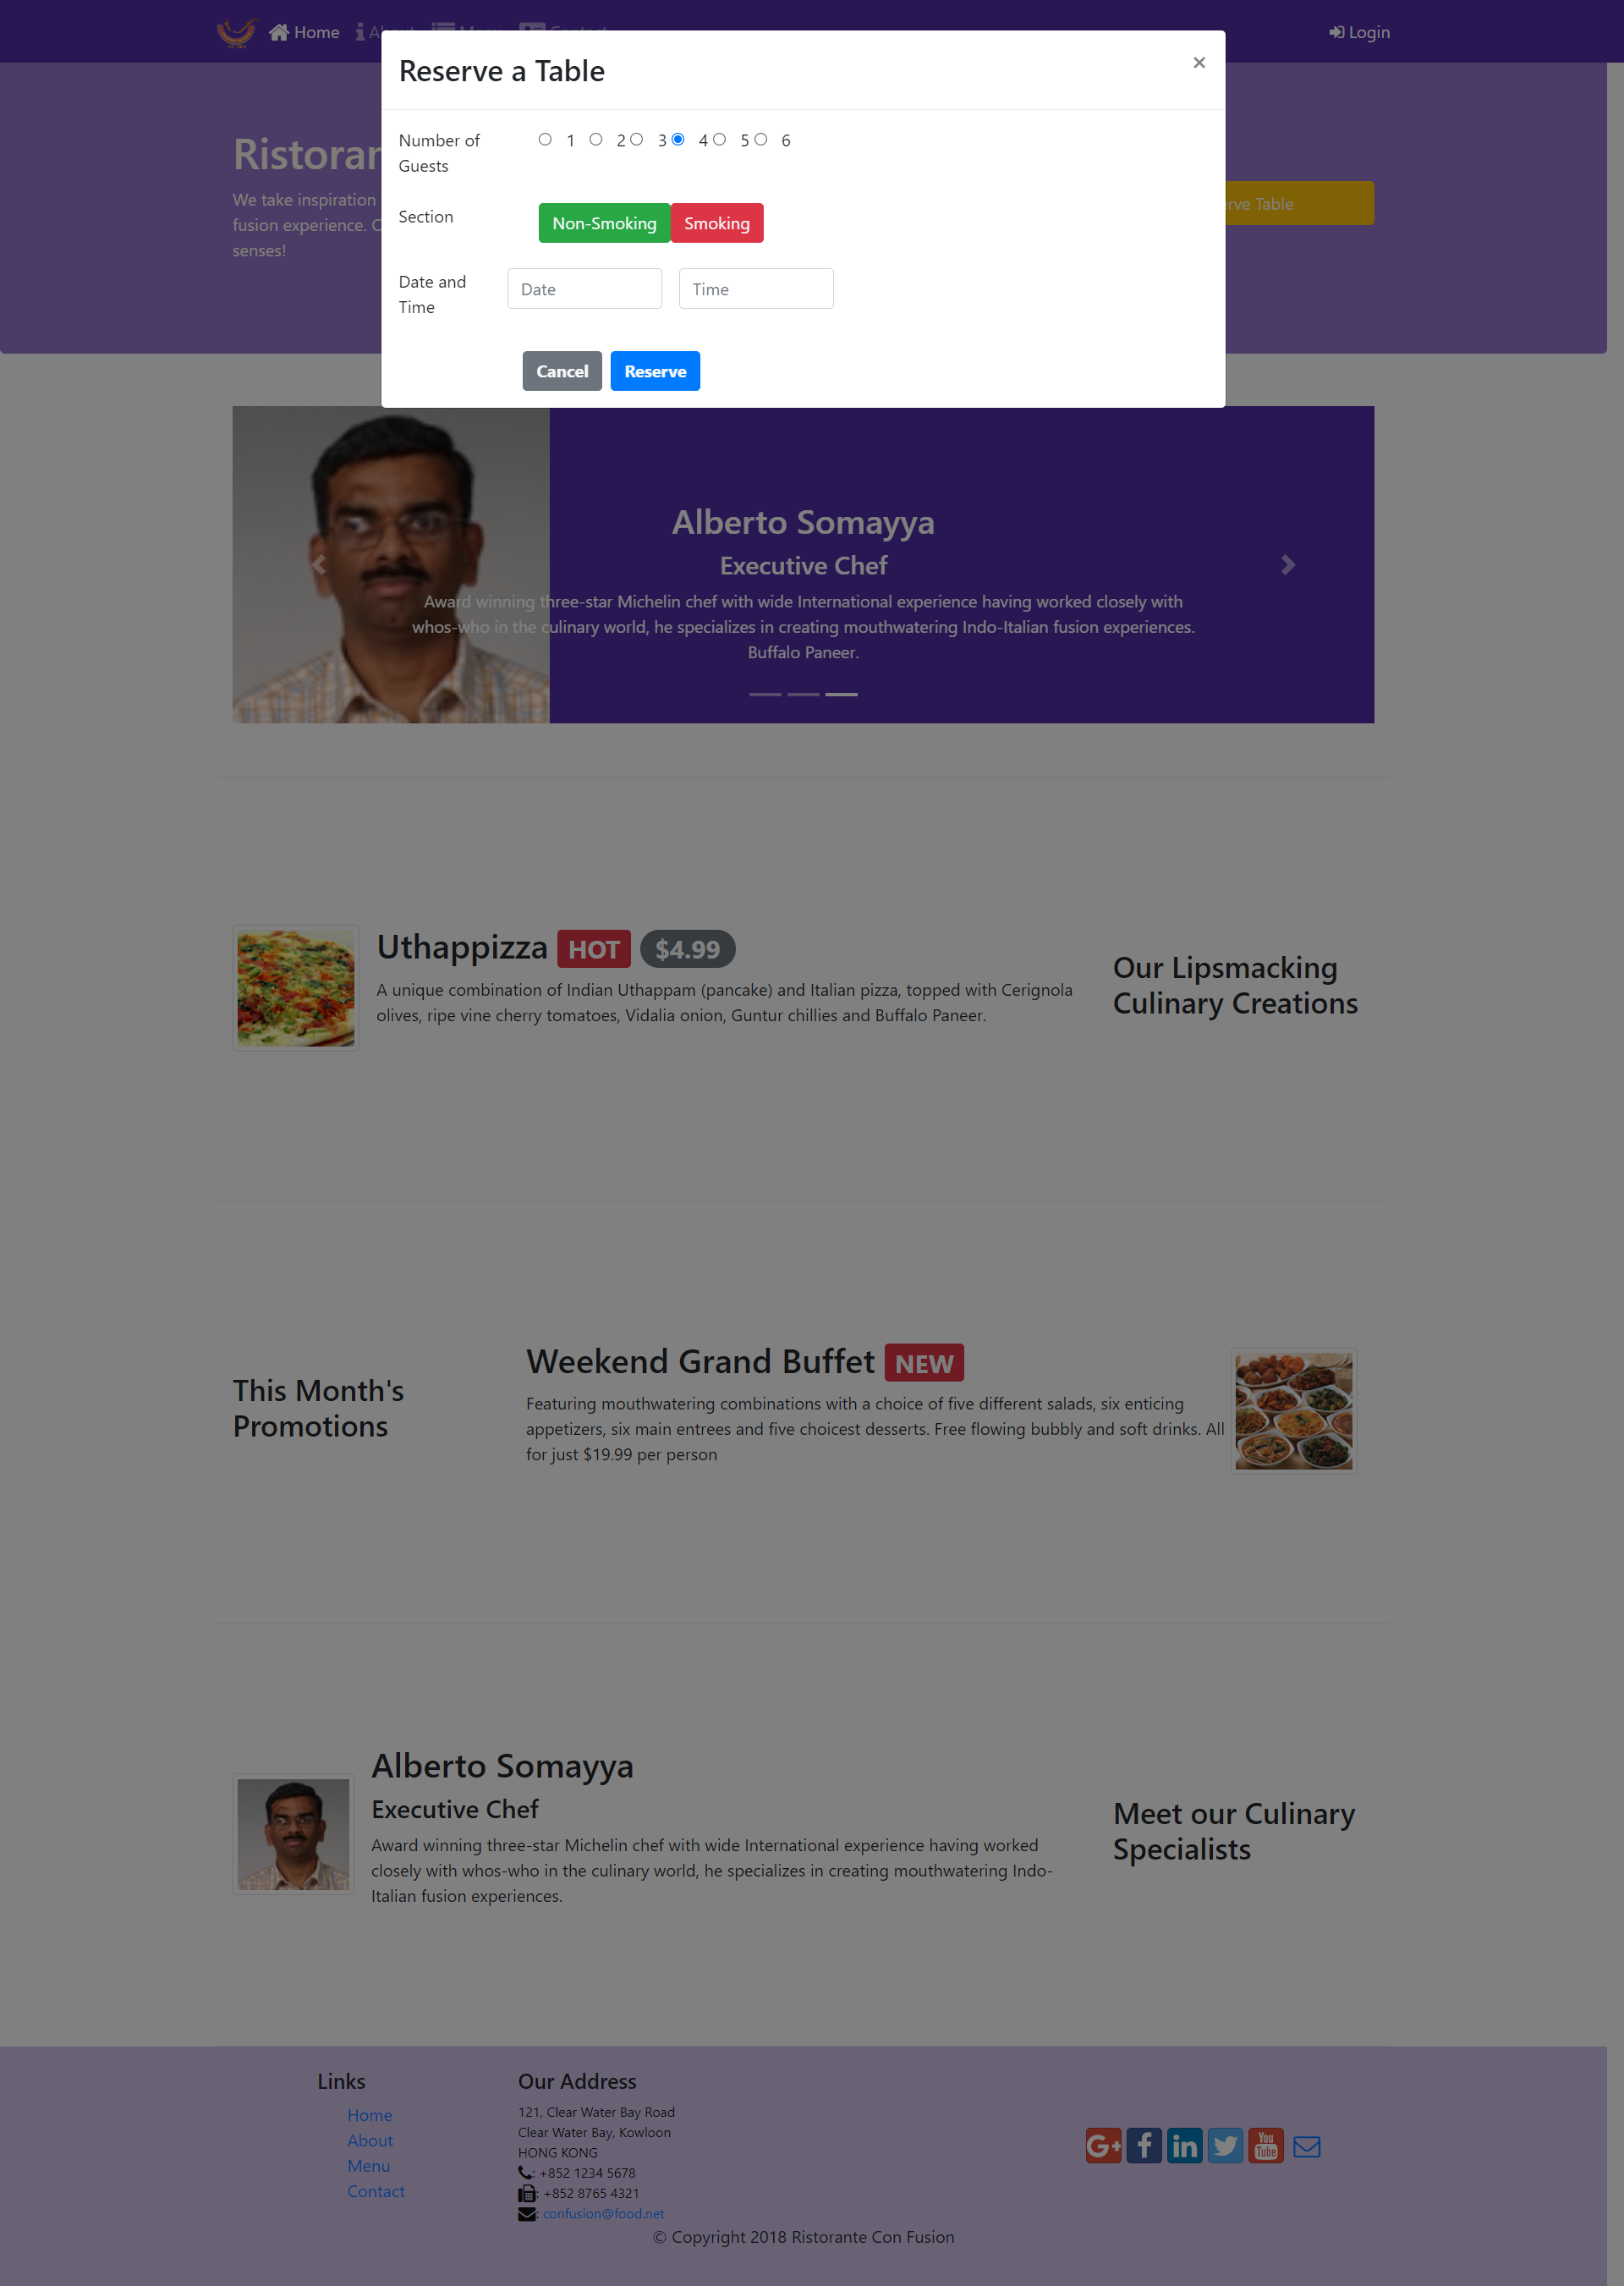 Home
Login
Reserve a Table
×
Number of
Guests
1 2 3 4 5 6
Section
Non-Smoking Smoking
Date and
Time
Date
Time
Cancel Reserve
We take inspiration
fusion experience.
senses!
Table
Alberto Somayya
Executive Chef
Award winning three-star Michelin chef with wide International experience having worked closely with
whos-who in the culinary world, he specializes in creating mouthwatering Indo-Italian fusion experiences.
Buffalo Paneer.
Uthappizza HOT $4.99
A unique combination of Indian Uthappam (pancake) and Italian pizza, topped with Cerignola
olives, ripe vine cherry tomatoes, Vidalia onion, Guntur chillies and Buffalo Paneer.
Our Lipsmacking
Culinary Creations
This Month's
Promotions
Weekend Grand Buffet NEW
Featuring mouthwatering combinations with a choice of five different salads, six enticing
appetizers, six main entrees and five choicest desserts. Free flowing bubbly and soft drinks. All
for just $19.99 per person
Alberto Somayya
Executive Chef
Award winning three-star Michelin chef with wide International experience having worked
closely with whos-who in the culinary world, he specializes in creating mouthwatering Indo-
Italian fusion experiences.
Meet our Culinary
Specialists
Links
Home
About
Menu
Contact
Our Address
121, Clear Water Bay Road
Clear Water Bay, Kowloon
HONG KONG
: +852 1234 5678
: +852 8765 4321
: confusion@food.net
You
Tube
© Copyright 2018 Ristorante Con Fusion